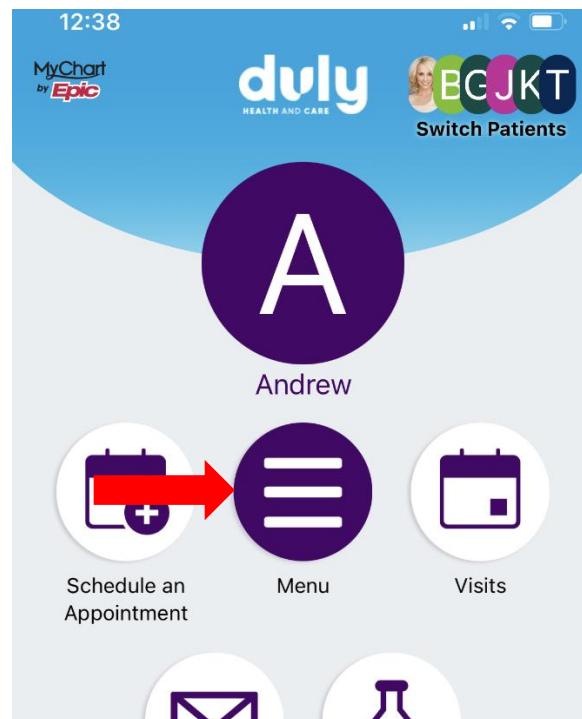 12:38
MyChart
by Epic
duly
HEALTH AND CARE
B G J K T
Switch Patients
A
Andrew
Schedule an
Appointment
Menu
Visits